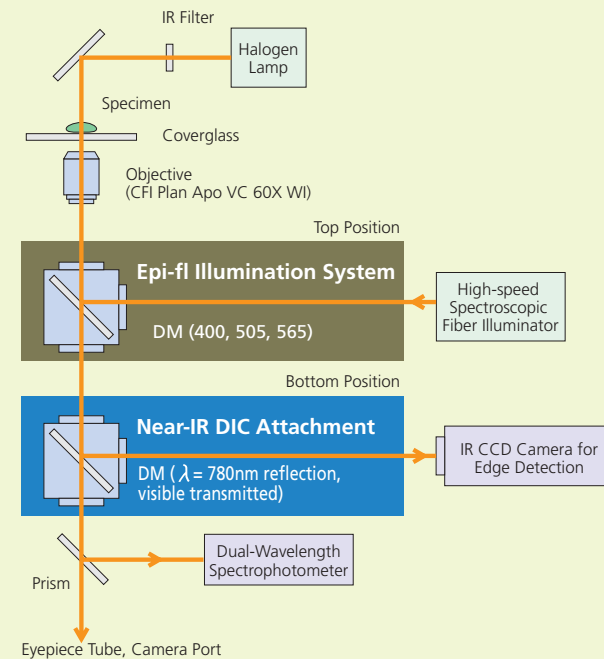 IR Filter
Halogen
Lamp
Specimen
Coverglass
Objective
(CFI Plan Apo VC 60X WI)
Top Position
Epi-fl Illumination System
DM (400, 505, 565)
High-speed
Spectroscopic
Fiber Illuminator
Bottom Position
Near-IR DIC Attachment
DM ( λ= 780nm reflection,
visible transmitted)
IR CCD Camera for
Edge Detection
Dual-Wavelength
Spectrophotometer
Prism
Eyepiece Tube, Camera Port